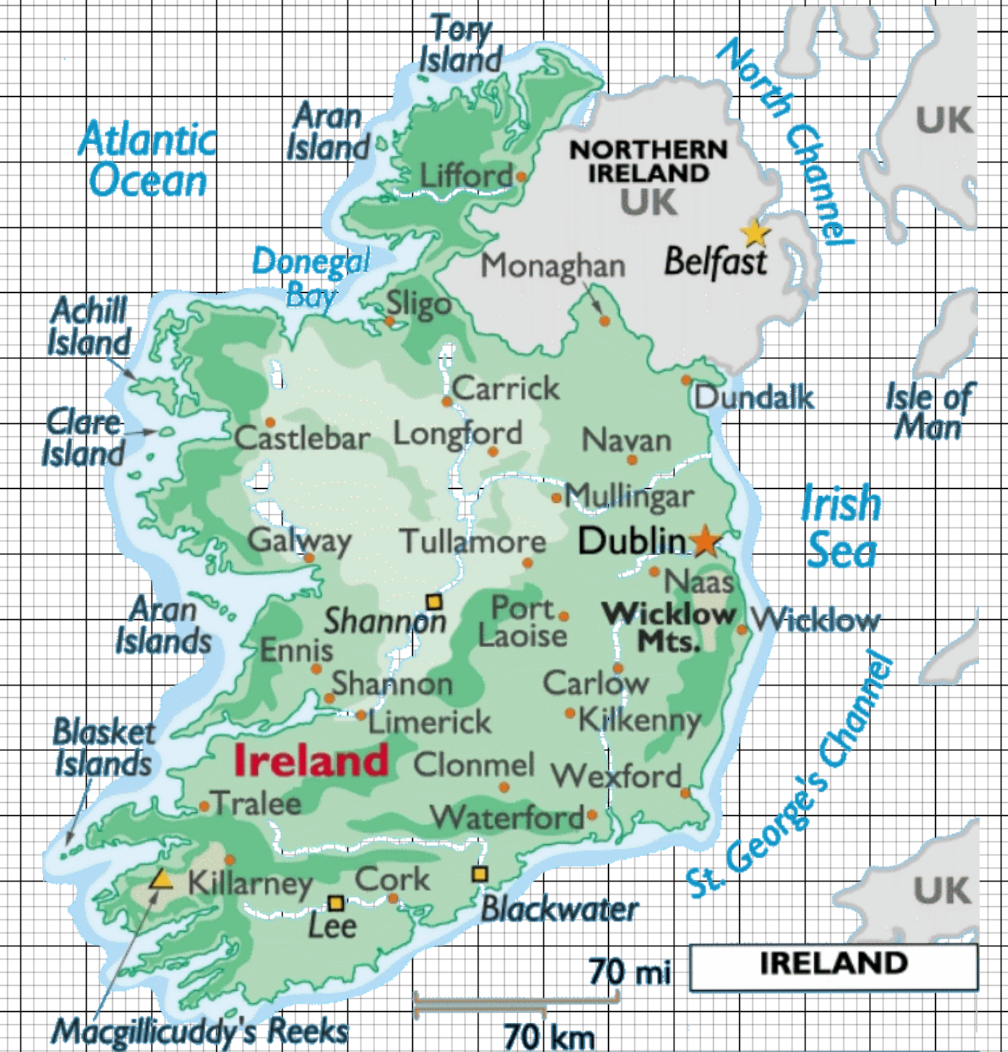 Tory
Island
North Channel
Aran
Island
Atlantic
Ocean
UK
NORTHERN
IRELAND
UK
Lifford
Belfast
Donegal
Bay
Monaghan
Sligo
Achill
Island
Carrick
Dundalk
Isle of
Man
Clare
Island
Castlebar
Longford
Navan
Mullingar
Irish
Sea
Galway
Tullamore
Dublin
Naas
Aran
Islands
Shannon
Port
Laoise
Wicklow
Mts.
Wicklow
Ennis
Shannon
Carlow
Limerick
Kilkenny
St. George's Channel
Blasket
Islands
Ireland
Clonmel
Wexford
Tralee
Waterford
Killarney
Cork
UK
Lee
Blackwater
IRELAND
70 mi
70 km
Macgillicuddy's Reeks